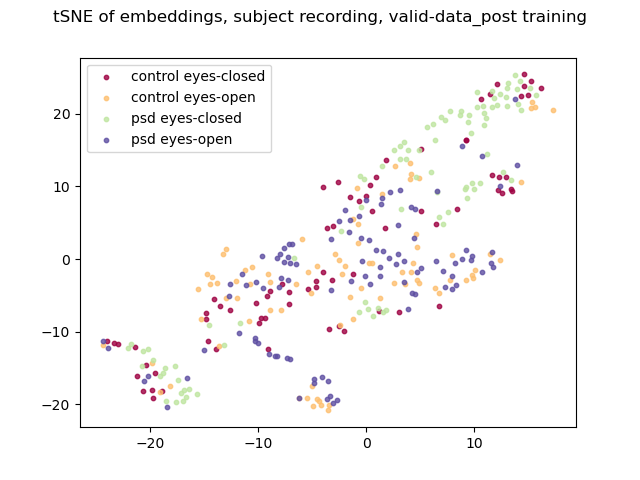 tSNE of embeddings, subject recording, valid-data_post training
control eyes-closed
control eyes-open
psd eyes-closed
psd eyes-open
20
10
0
−10
−20
−20
−10
0
10